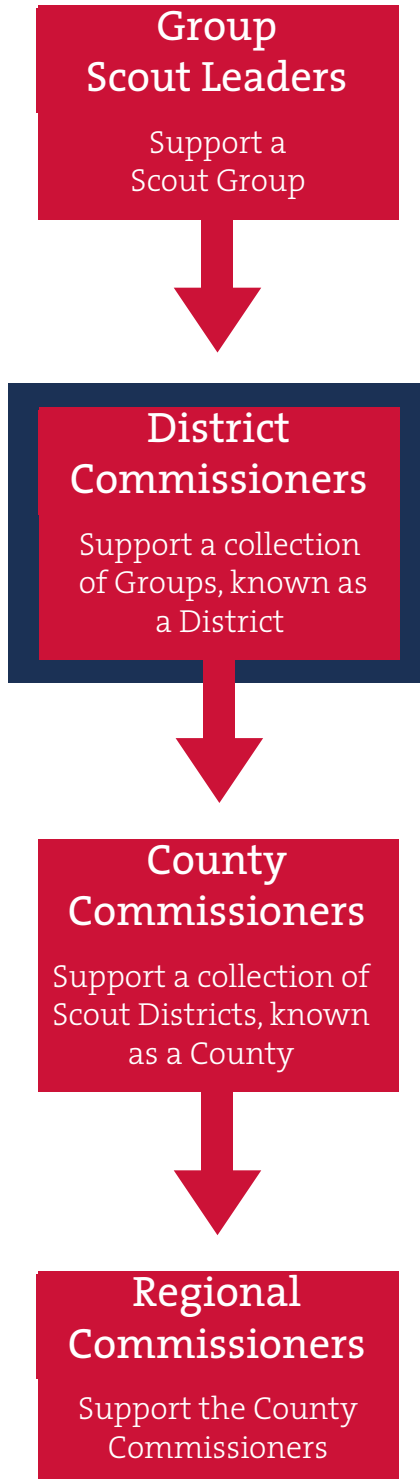 Group
Scout Leaders
Support a
Scout Group
District
Commissioners
Support a collection
of Groups, known as
a District
County
Commissioners
Support a collection of
Scout Districts, known
as a County
Regional
Commissioners
Support the County
Commissioners